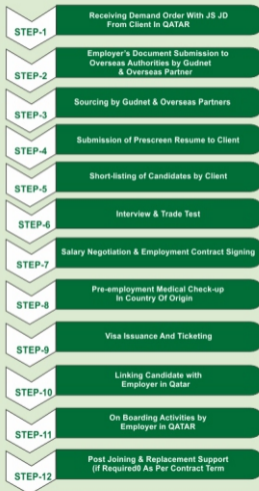 Receiving Demand Order With JS JD
From Client In QATAR
STEP-1
Employer's Document Submission to
Overseas Authorities by Gudnet
& Overseas Partner
STEP-2
Sourcing by Gudnet & Overseas Partners
STEP-3
Submission of Prescreen Resume to Client
STEP-4
Short-listing of Candidates by Client
STEP-5
Interview & Trade Test
STEP-6
Salary Negotiation & Employment Contract Signing
STEP-7
Pre-employment Medical Check-up
In Country Of Origin
STEP-8
Visa Issuance And Ticketing
STEP-9
Linking Candidate with
Employer in Qatar
STEP-10
On Boarding Activities by
Employer in QATAR
STEP-11
Post Joining & Replacement Support
(if Required0 As Per Contract Term
STEP-12